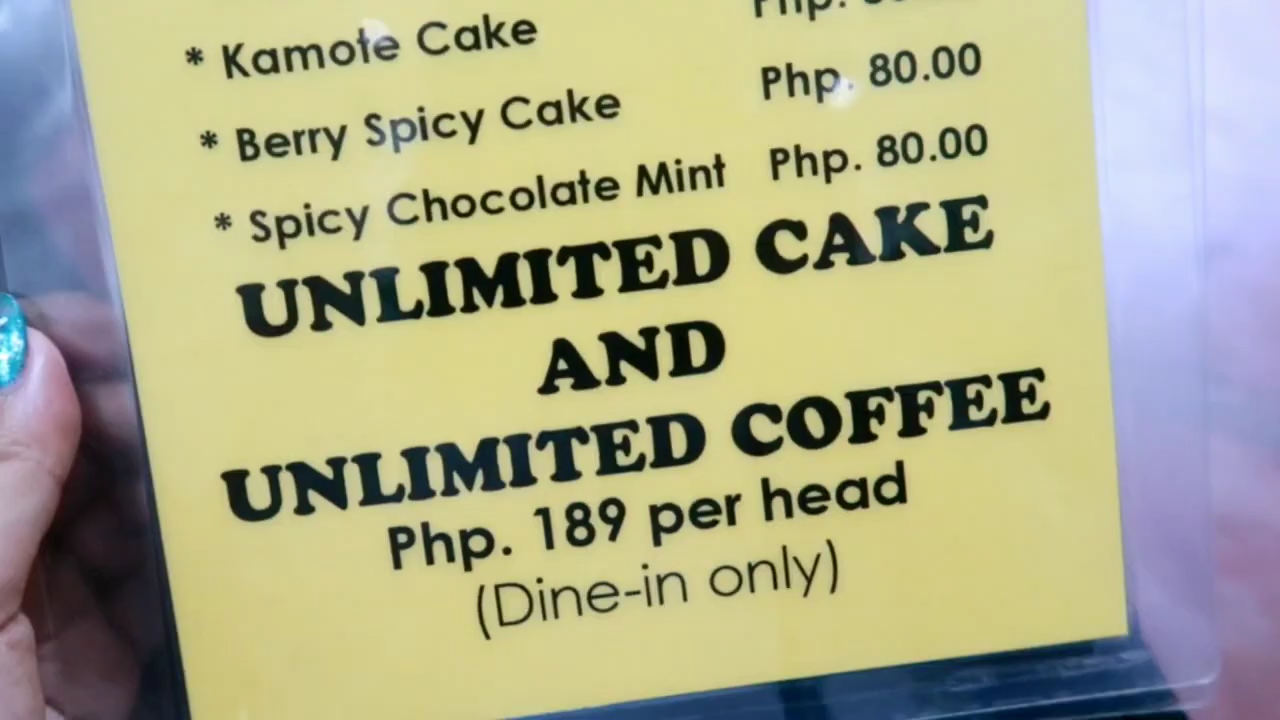 * Kamote Cake Php.
* Berry Spicy Cake Php. 80.00
* Spicy Chocolate Mint Php. 80.00
UNLIMITED CAKE
AND
UNLIMITED COFFEE
Php. 189 per head
(Dine-in only)